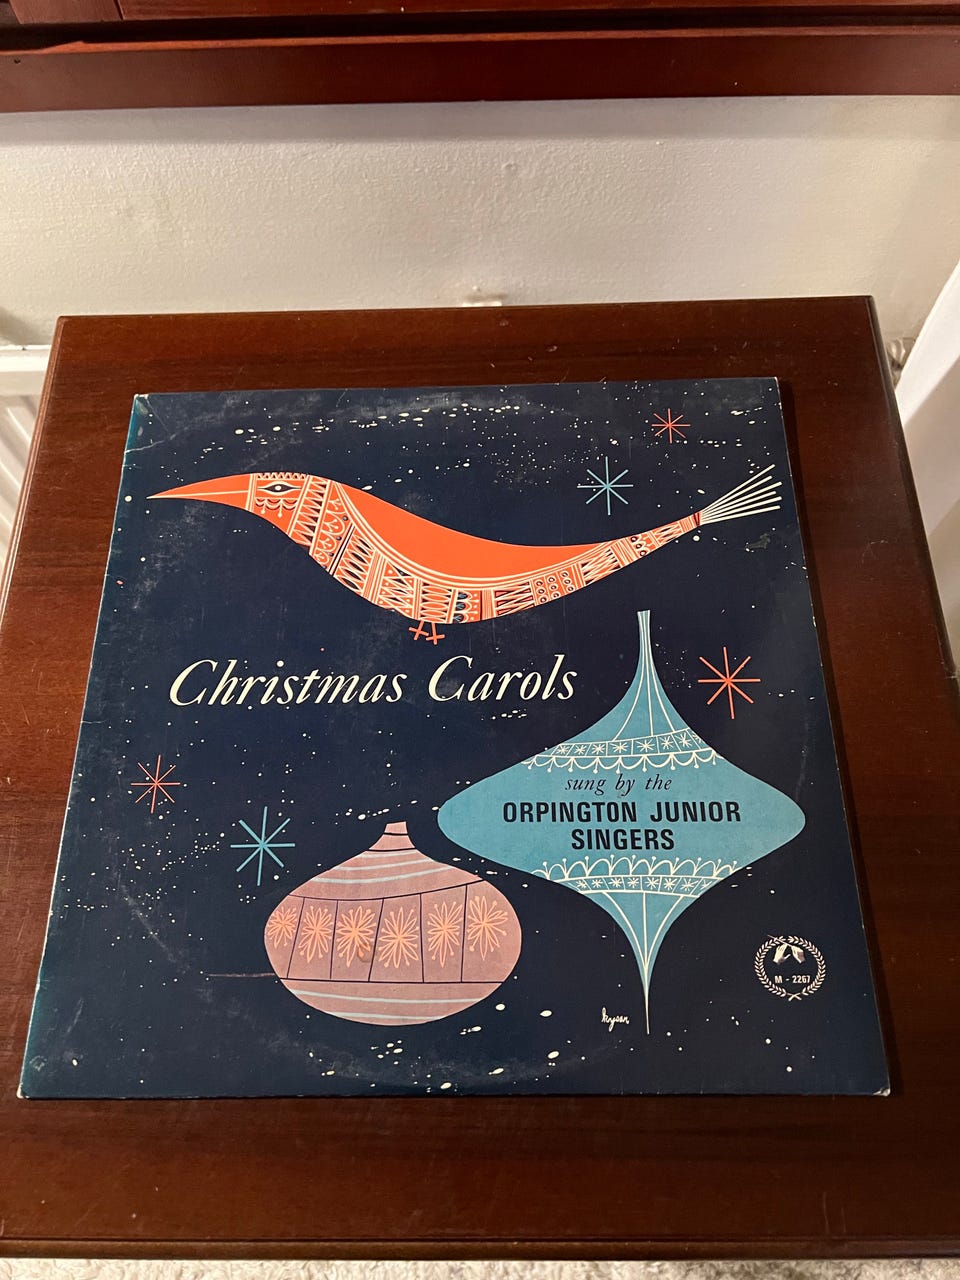 Christmas Carols
sung by the
ORPINGTON JUNIOR
SINGERS
M - 2267